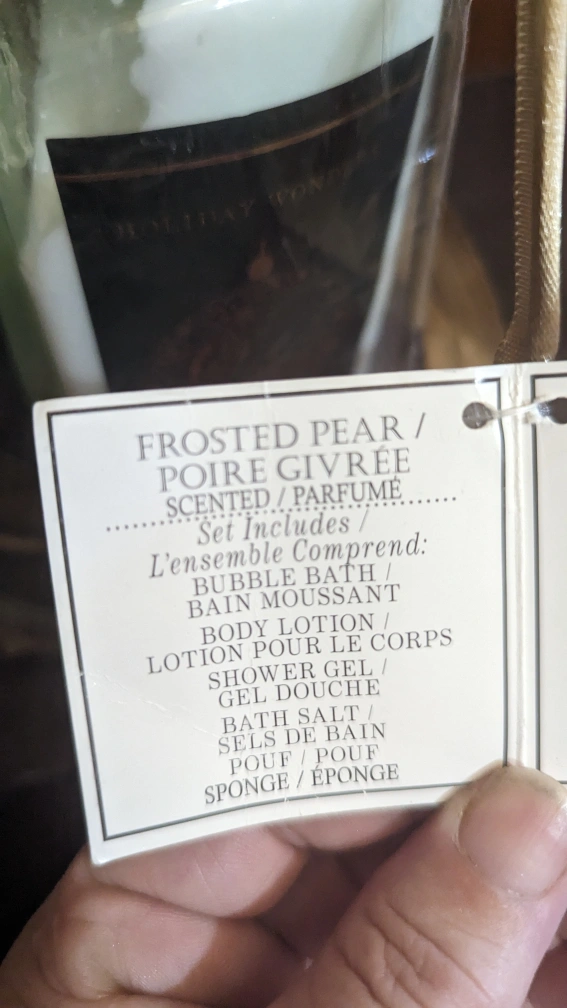 HOLIDAY
FROSTED PEAR /
POIRE GIVRÉE
SCENTED / PARFUMÉ
Set Includes /
L'ensemble Comprend:
BUBBLE BATH /
BAIN MOUSSANT
BODY LOTION /
LOTION POUR LE CORPS
SHOWER GEL /
GEL DOUCHE
BATH SALT /
SELS DE BAIN
POUF / POUF
SPONGE / ÉPONGE